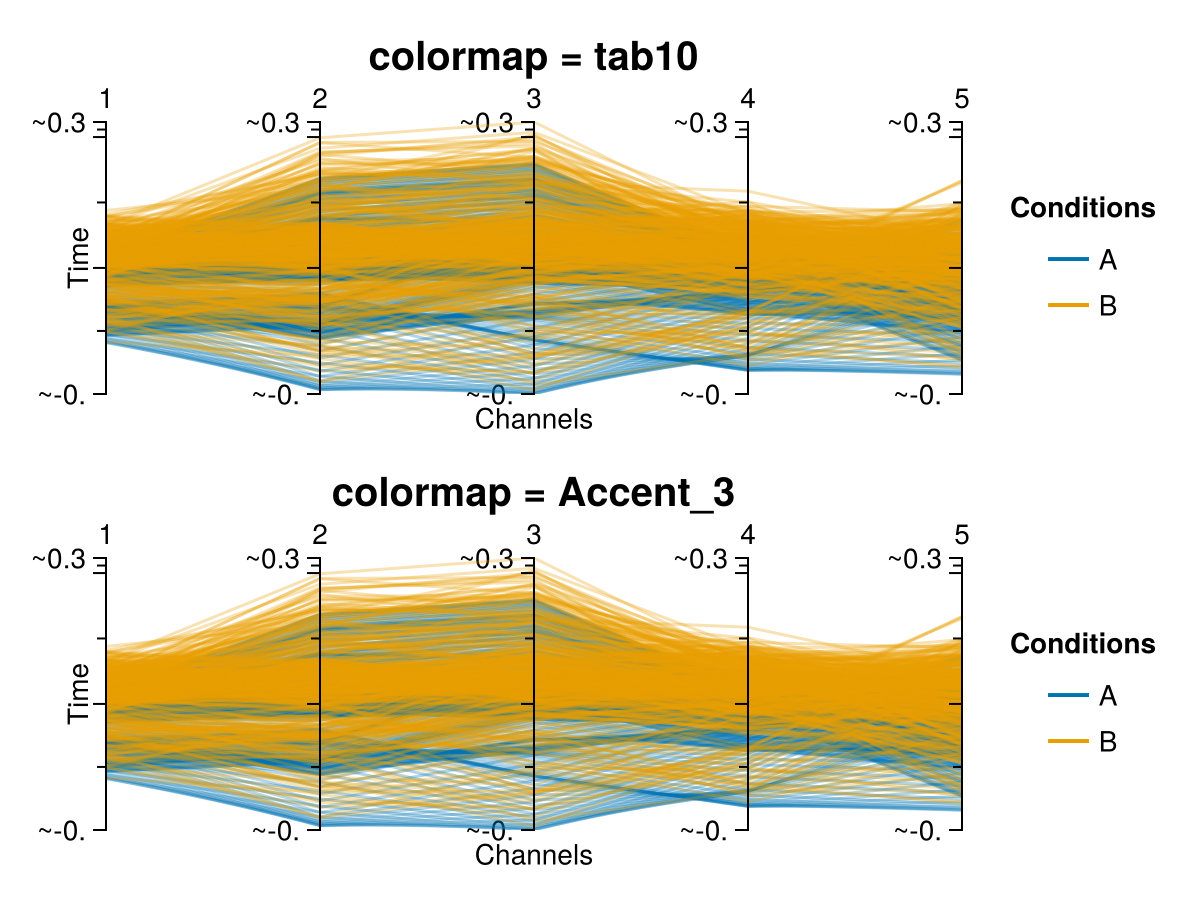 colormap = tab10
1 2 3 4 5
~0.3 ~0.3 ~0.3 ~0.3 ~0.3
Time
Conditions
A
B
~-0. ~-0. ~-0. ~-0. ~-0.
Channels
colormap = Accent_3
1 2 3 4 5
~0.3 ~0.3 ~0.3 ~0.3 ~0.3
Time
Conditions
A
B
~-0. ~-0. ~-0. ~-0. ~-0.
Channels